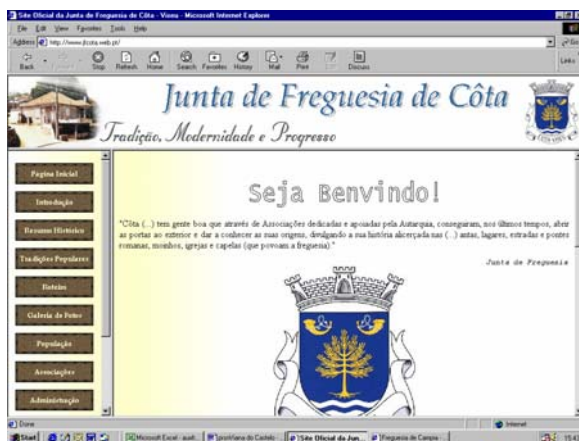 Site Oficial da Junta de Freguesia de Côta - Viseu - Microsoft Internet Explorer
File Edit View Favorites Tools Help
Address http://www.jfcota.web.pt/ Go
Back Forward Stop Refresh Home Search Favorites History Mail Print Edit Discuss Links
Junta de Freguesia de Côta
Tradição, Modernidade e Progresso
Página Inicial
Introdução
Resumo Histórico
Tradições Populares
Roteiro
Galeria de Fotos
População
Associações
Administração
Seja Benvindo!
"Côta (...) tem gente boa que através de Associações dedicadas e apoiadas pela Autarquia, conseguiram, nos últimos tempos, abrir
as portas ao exterior e dar a conhecer as suas origens, divulgando a sua história alicerçada nas (...) antas, lagares, estradas e pontes
romanas, moinhos, igrejas e capelas (que povoam a freguesia)."
Junta de Freguesia
Done Internet
Start Microsoft Excel - Site Oficial da Jun... Freguesia de Campia - 15:42